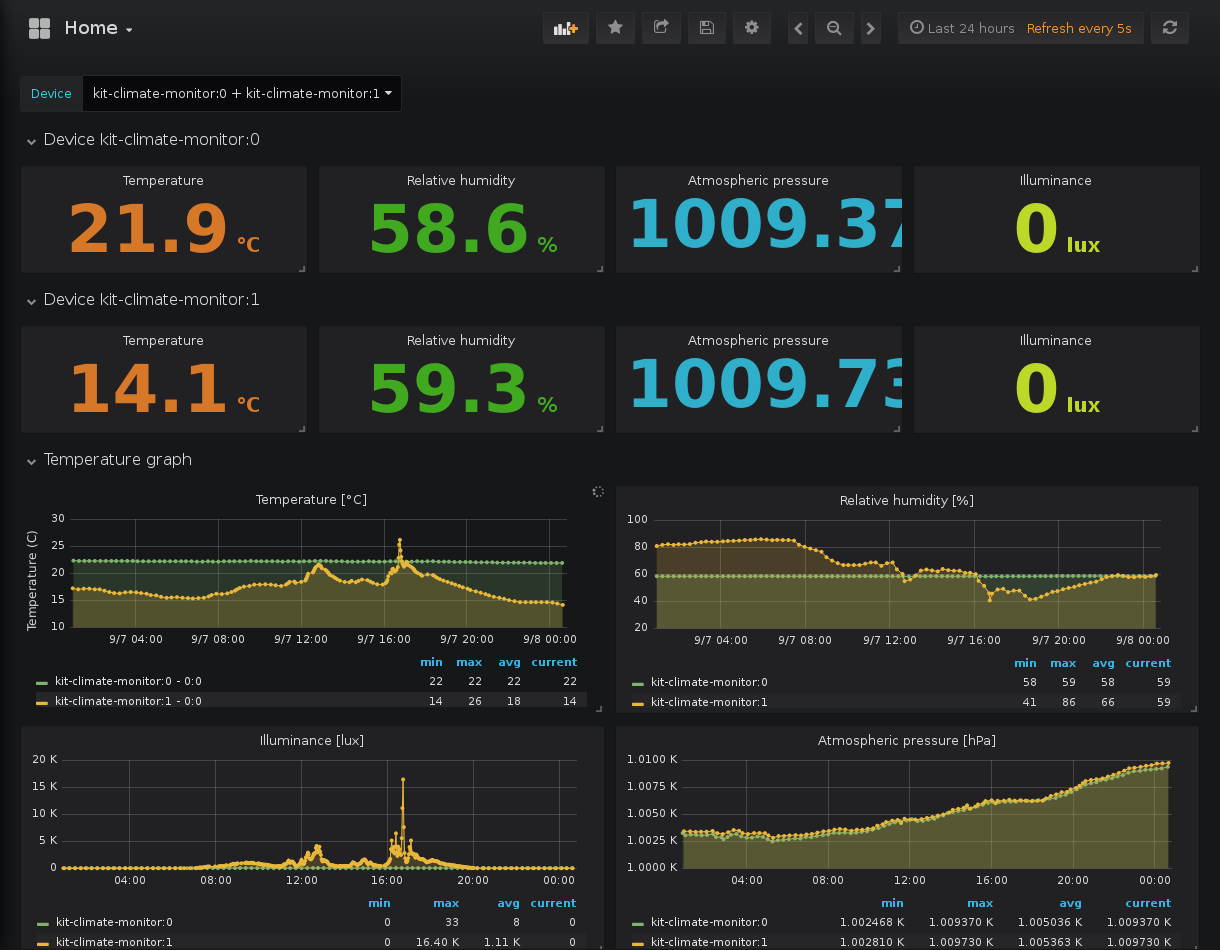 Home
Last 24 hours Refresh every 5s
Device kit-climate-monitor:0 + kit-climate-monitor:1
Device kit-climate-monitor:0
Temperature Relative humidity Atmospheric pressure Illuminance
21.9 °C 58.6 % 1009.37 0 lux
Device kit-climate-monitor:1
Temperature Relative humidity Atmospheric pressure Illuminance
14.1 °C 59.3 % 1009.73 0 lux
Temperature graph
Temperature [°C]
Temperature (C)
30
25
20
15
10
9/7 04:00 9/7 08:00 9/7 12:00 9/7 16:00 9/7 20:00 9/8 00:00
min max avg current
kit-climate-monitor:0 - 0:0 22 22 22 22
kit-climate-monitor:1 - 0:0 14 26 18 14
Relative humidity [%]
100
80
60
40
20
9/7 04:00 9/7 08:00 9/7 12:00 9/7 16:00 9/7 20:00 9/8 00:00
min max avg current
kit-climate-monitor:0 58 59 58 59
kit-climate-monitor:1 41 86 66 59
Illuminance [lux]
20 K
15 K
10 K
5 K
0
04:00 08:00 12:00 16:00 20:00 00:00
min max avg current
kit-climate-monitor:0 0 33 8 0
kit-climate-monitor:1 0 16.40 K 1.11 K 0
Atmospheric pressure [hPa]
1.0100 K
1.0075 K
1.0050 K
1.0025 K
1.0000 K
04:00 08:00 12:00 16:00 20:00 00:00
min max avg current
kit-climate-monitor:0 1.002468 K 1.009370 K 1.005036 K 1.009370 K
kit-climate-monitor:1 1.002810 K 1.009730 K 1.005363 K 1.009730 K